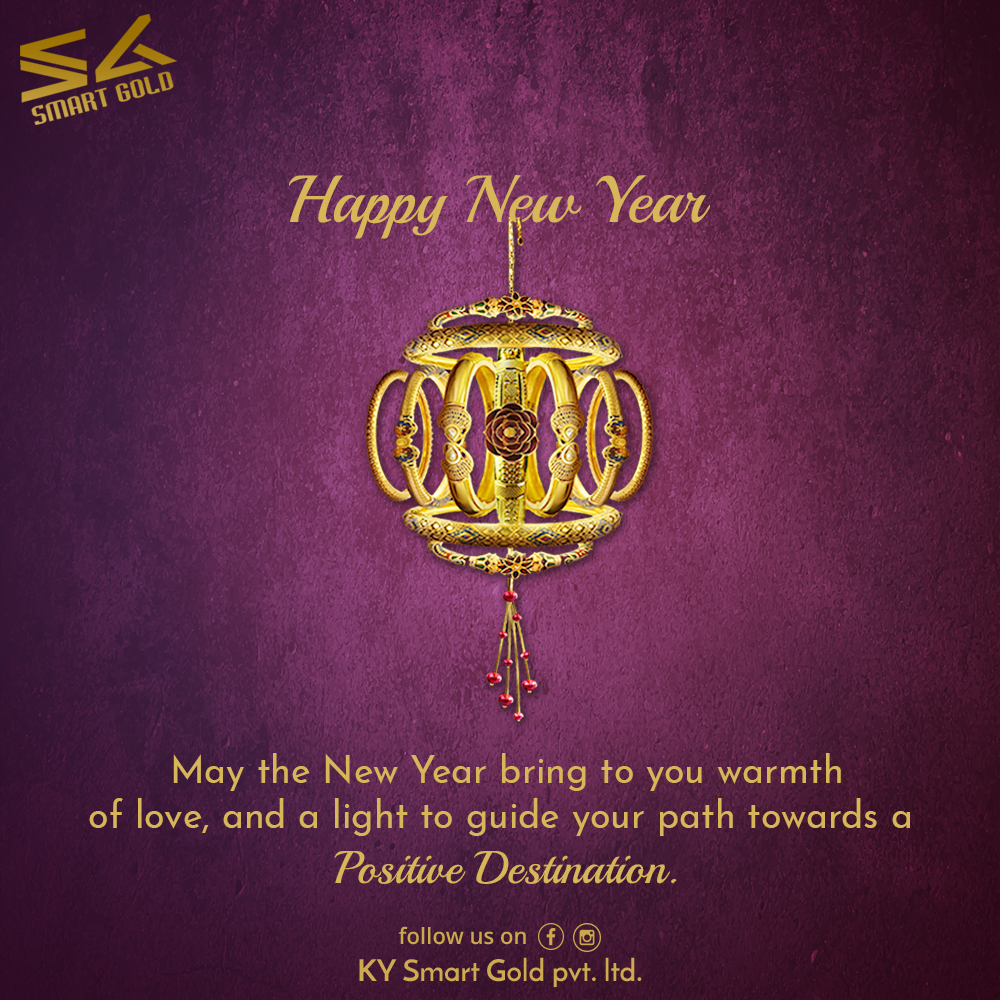 SMART GOLD
Happy New Year
May the New Year bring to you warmth
of love, and a light to guide your path towards a
Positive Destination.
follow us on
KY Smart Gold pvt. ltd.